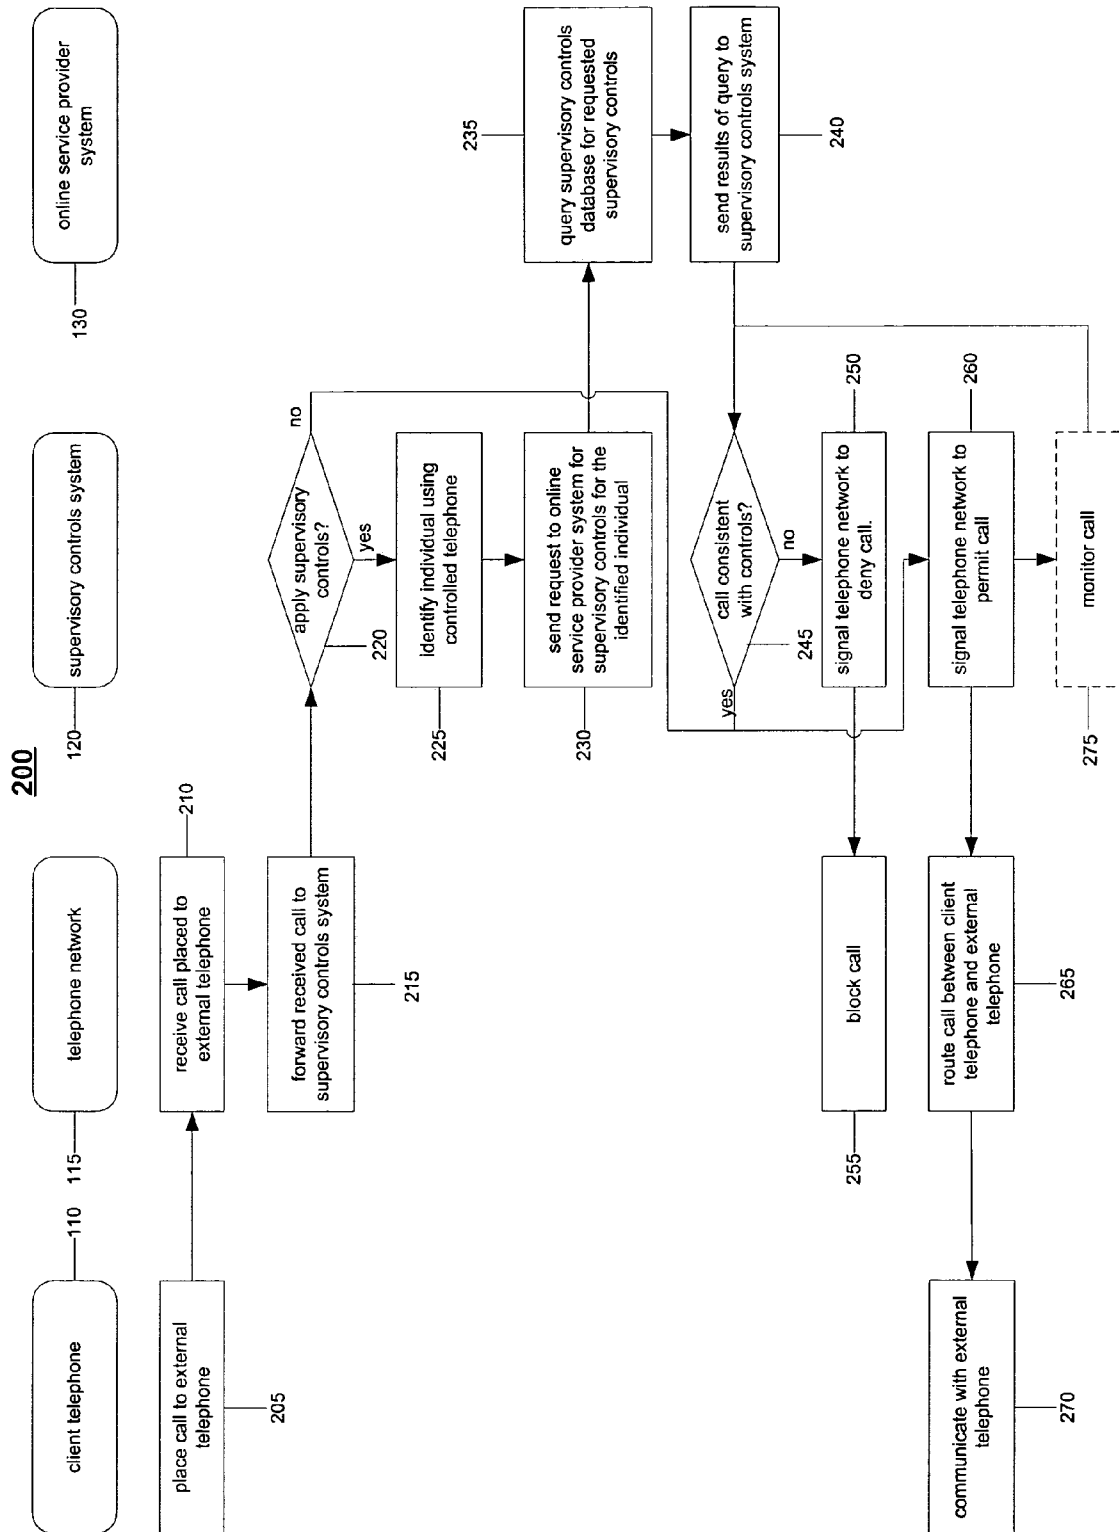 200
client telephone
110
115
telephone network
120
supervisory controls system
130
online service provider
system
place call to external
telephone
205
receive call placed to
external telephone
210
forward received call to
supervisory controls system
215
apply supervisory
controls?
220
no
yes
identify individual using
controlled telephone
225
send request to online
service provider system for
supervisory controls for the
identified individual
230
query supervisory controls
database for requested
supervisory controls
235
send results of query to
supervisory controls system
240
call consistent
with controls?
245
yes
no
signal telephone network to
deny call.
250
block call
255
signal telephone network to
permit call
260
route call between client
telephone and external
telephone
265
communicate with external
telephone
270
monitor call
275